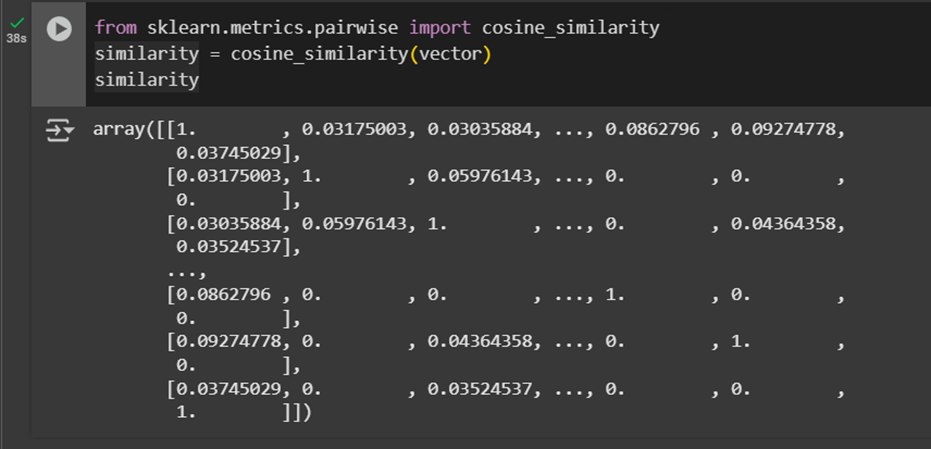 from sklearn.metrics.pairwise import cosine_similarity
similarity = cosine_similarity(vector)
similarity
38s
array([[1.        , 0.03175003, 0.03035884, ..., 0.0862796 , 0.09274778,
        0.03745029],
       [0.03175003, 1.        , 0.05976143, ..., 0.        , 0.        ,
        0.        ],
       [0.03035884, 0.05976143, 1.        , ..., 0.        , 0.04364358,
        0.03524537],
       ...,
       [0.0862796 , 0.        , 0.        , ..., 1.        , 0.        ,
        0.        ],
       [0.09274778, 0.        , 0.04364358, ..., 0.        , 1.        ,
        0.        ],
       [0.03745029, 0.        , 0.03524537, ..., 0.        , 0.        ,
        1.        ]])